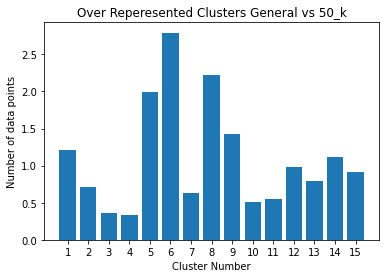 Over Reperesented Clusters General vs 50_k
Number of data points
2.5
2.0
1.5
1.0
0.5
0.0
1 2 3 4 5 6 7 8 9 10 11 12 13 14 15
Cluster Number